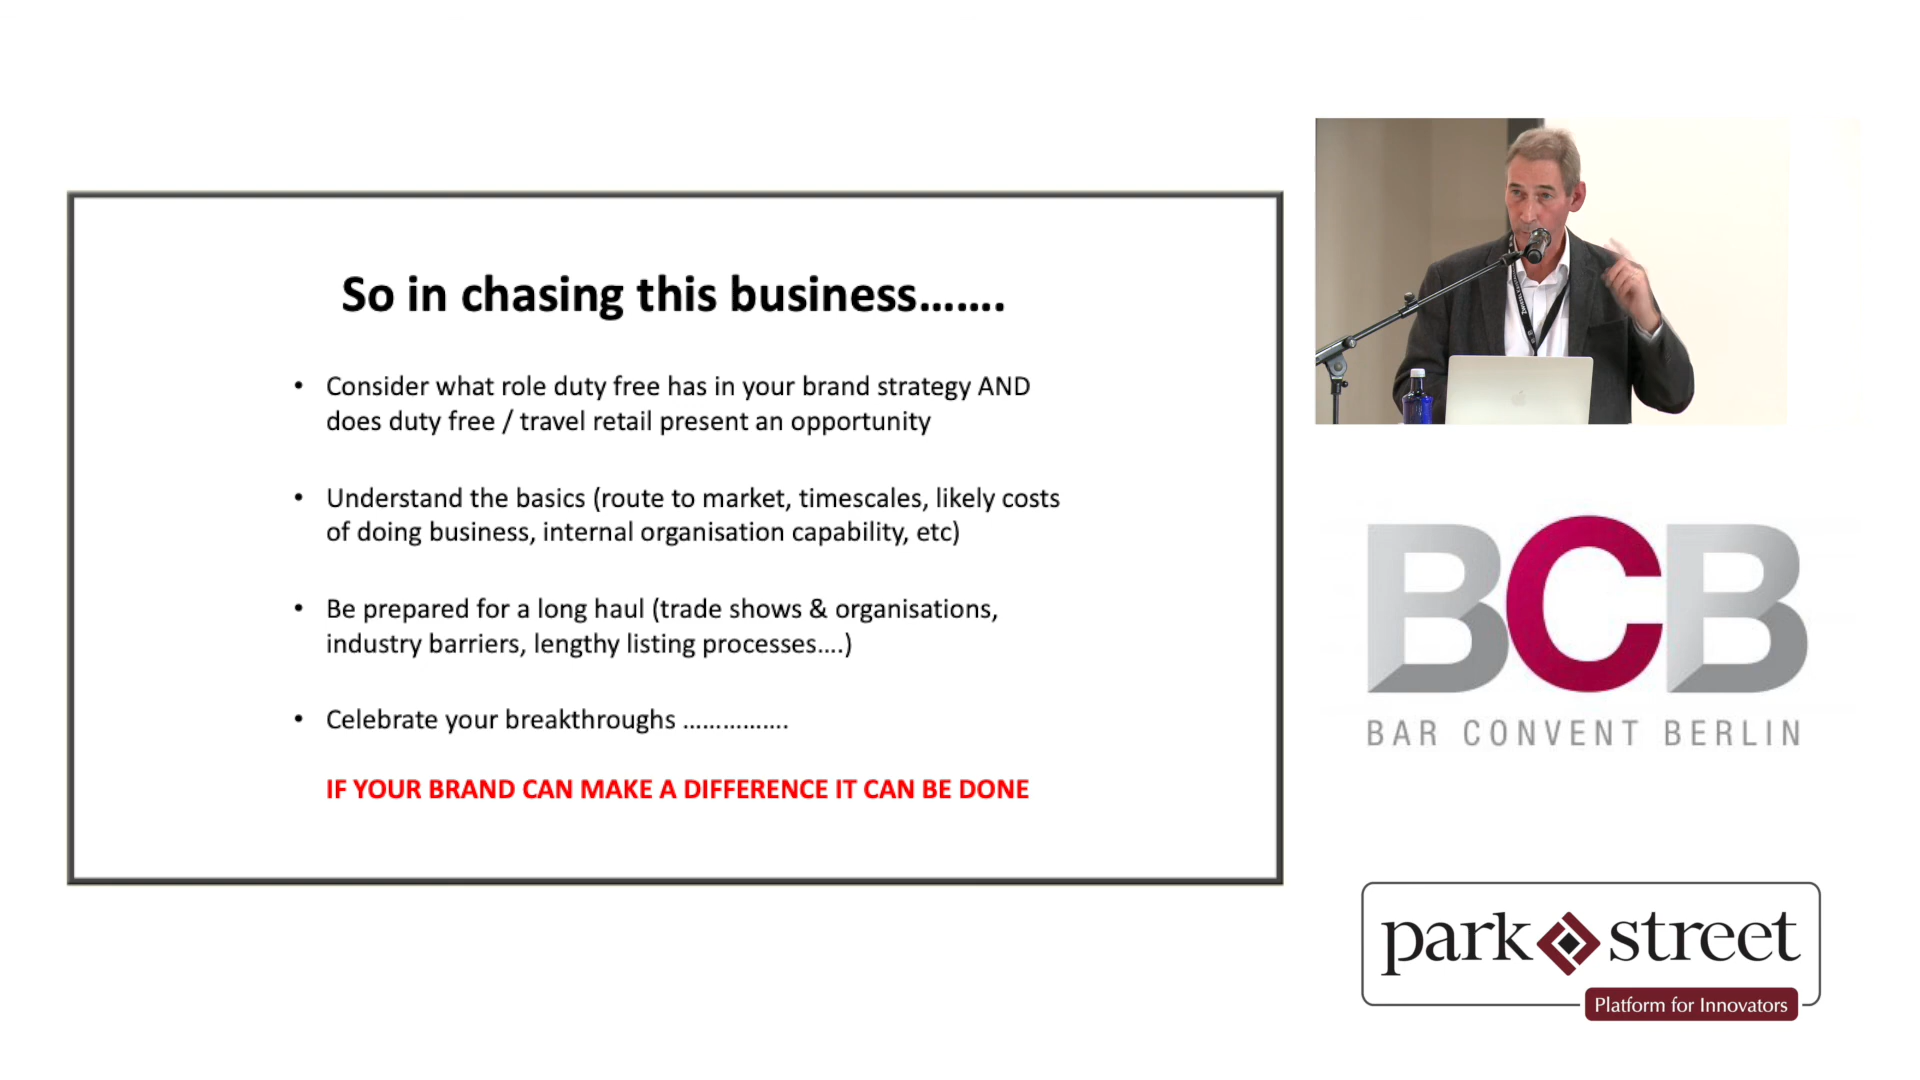 So in chasing this business.......
• Consider what role duty free has in your brand strategy AND
does duty free / travel retail present an opportunity
• Understand the basics (route to market, timescales, likely costs
of doing business, internal organisation capability, etc)
• Be prepared for a long haul (trade shows & organisations,
industry barriers, lengthy listing processes....)
• Celebrate your breakthroughs ................
IF YOUR BRAND CAN MAKE A DIFFERENCE IT CAN BE DONE
BCB
BAR CONVENT BERLIN
park street
Platform for Innovators